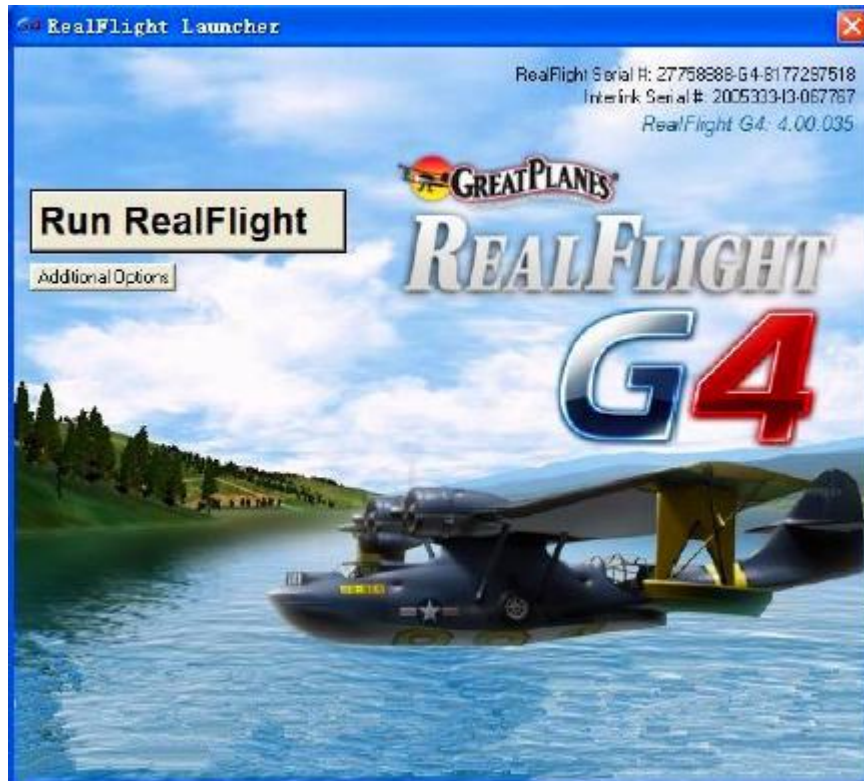 G4 RealFlight Launcher
RealFlight Serial #: 27758888-G4-8177297518
Interlink Serial #: 2005333-I3-067767
RealFlight G4: 4.00.035
GREATPLANES
Run RealFlight
REALFLIGHT
Additional Options
G4